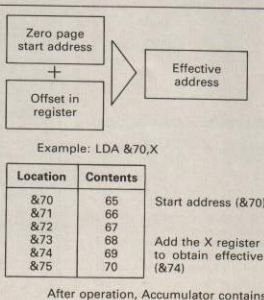 Zero page
start address
+
Offset in
register
Effective
address
Example: LDA &70,X
Location Contents
&70 65 Start address (&70)
&71 66
&72 67
&73 68 Add the X register
&74 69 to obtain effective
&75 70 (&74)
After operation, Accumulator contains